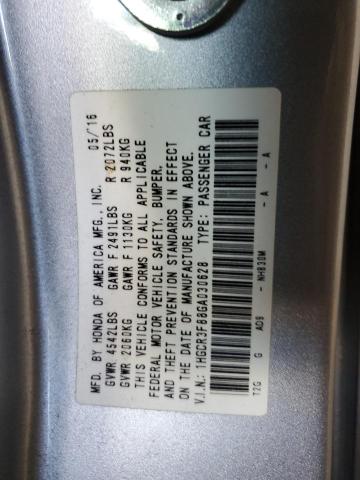 MFD. BY HONDA OF AMERICA MFG., INC. 05/16
GVWR 4542LBS GAWR F 2491LBS R 2072LBS
GVWR 2060KG GAWR F 1130KG R 940KG
THIS VEHICLE CONFORMS TO ALL APPLICABLE
FEDERAL MOTOR VEHICLE SAFETY, BUMPER,
AND THEFT PREVENTION STANDARDS IN EFFECT
ON THE DATE OF MANUFACTURE SHOWN ABOVE.
V.I.N.: 1HGCR3F88GA030628 TYPE: PASSENGER CAR
T2G G AD9 - NH830M - A - A